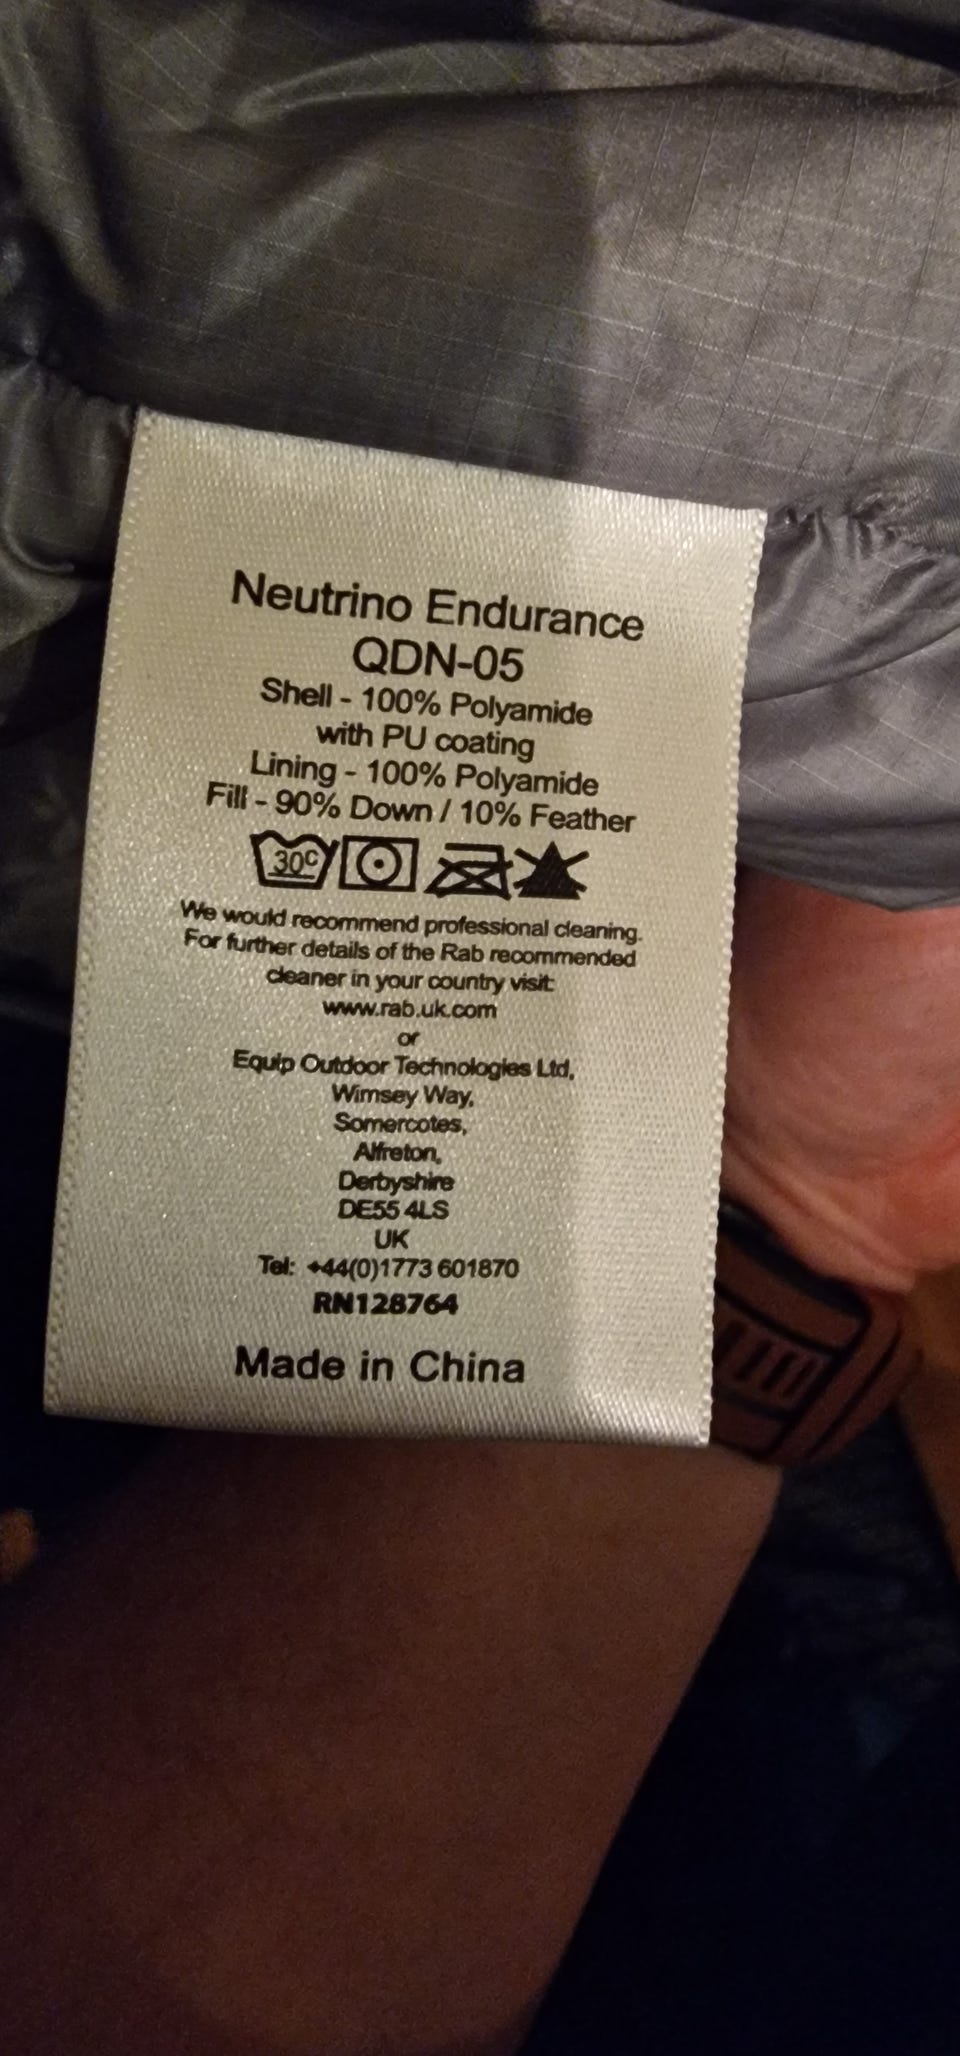 Neutrino Endurance
QDN-05
Shell - 100% Polyamide
with PU coating
Lining - 100% Polyamide
Fill - 90% Down / 10% Feather
30C
We would recommend professional cleaning.
For further details of the Rab recommended
cleaner in your country visit:
www.rab.uk.com
or
Equip Outdoor Technologies Ltd,
Wimsey Way,
Somercotes,
Alfreton,
Derbyshire
DE55 4LS
UK
Tel: +44(0)1773 601870
RN128764
Made in China